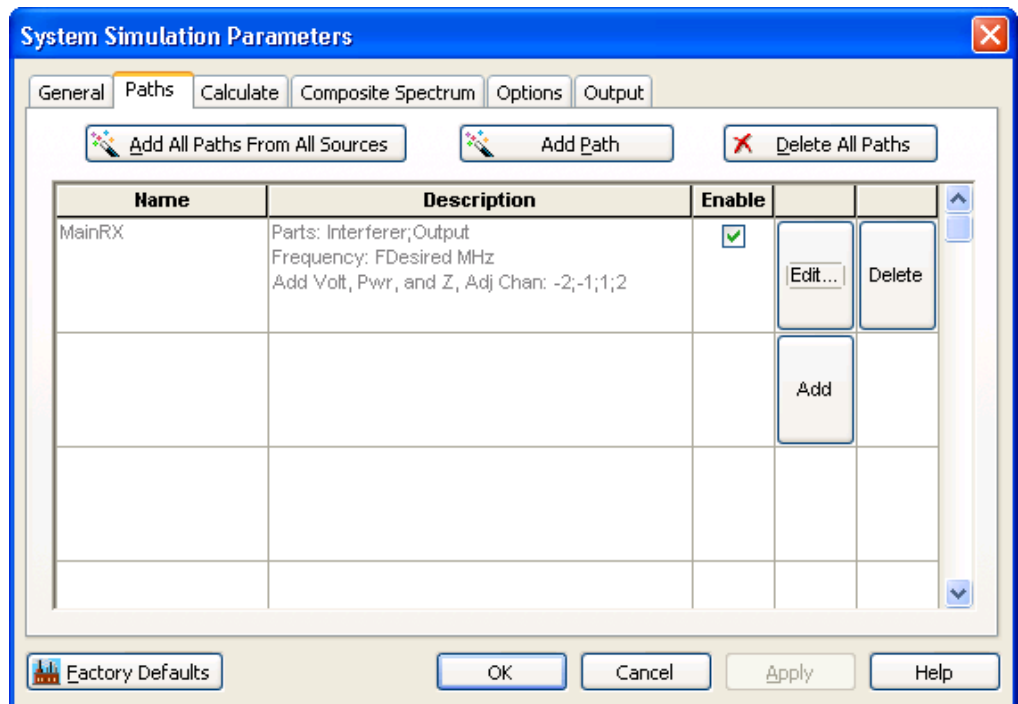 System Simulation Parameters
General Paths Calculate Composite Spectrum Options Output
Add All Paths From All Sources Add Path Delete All Paths
Name Description Enable
MainRX Parts: Interferer;Output
Frequency: FDesired MHz
Add Volt, Pwr, and Z, Adj Chan: -2;-1;1;2
Edit... Delete
Add
Factory Defaults OK Cancel Apply Help